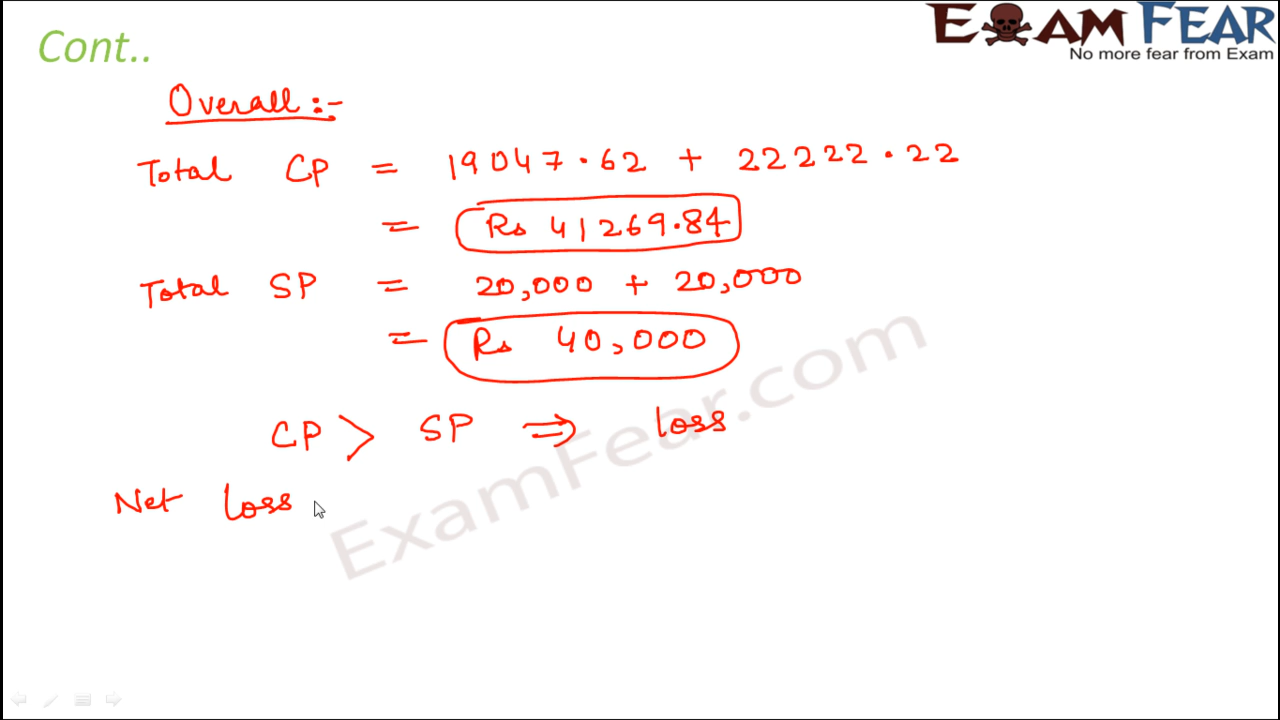 Cont..
EXAM FEAR
No more fear from Exam
Overall :-
Total CP = 19047.62 + 22222.22
= Rs 41269.84
Total SP = 20,000 + 20,000
= Rs 40,000
CP > SP ⇒ loss
Net loss
ExamFear.com